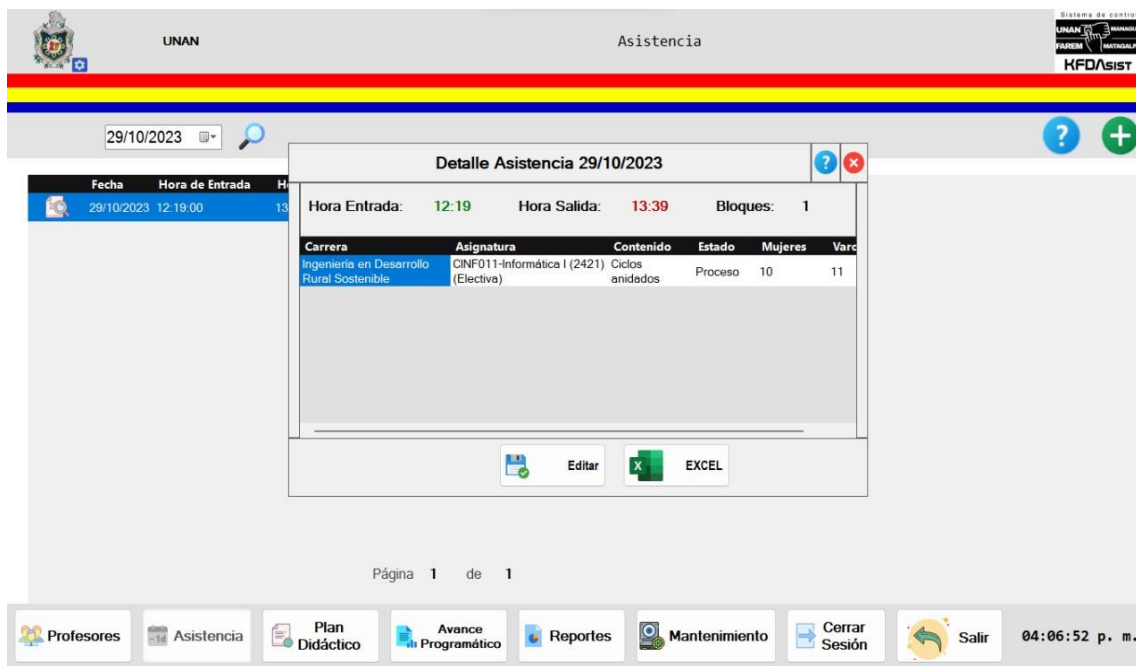 Sistema de control
UNAN
Asistencia
UNAN MANAGUA
FAREM MATAGALPA
KFDAsist
29/10/2023
Detalle Asistencia 29/10/2023
Fecha Hora de Entrada
29/10/2023 12:19:00 13
Hora Entrada: 12:19 Hora Salida: 13:39 Bloques: 1
Carrera Asignatura Contenido Estado Mujeres Varo
Ingeniería en Desarrollo CINF011-Informática I (2421) Ciclos
Rural Sostenible (Electiva) anidados
Proceso 10 11
Editar EXCEL
Página 1 de 1
Profesores
Asistencia
Plan
Didáctico
Avance
Programático
Reportes
Mantenimiento
Cerrar
Sesión
Salir
04:06:52 p. m.